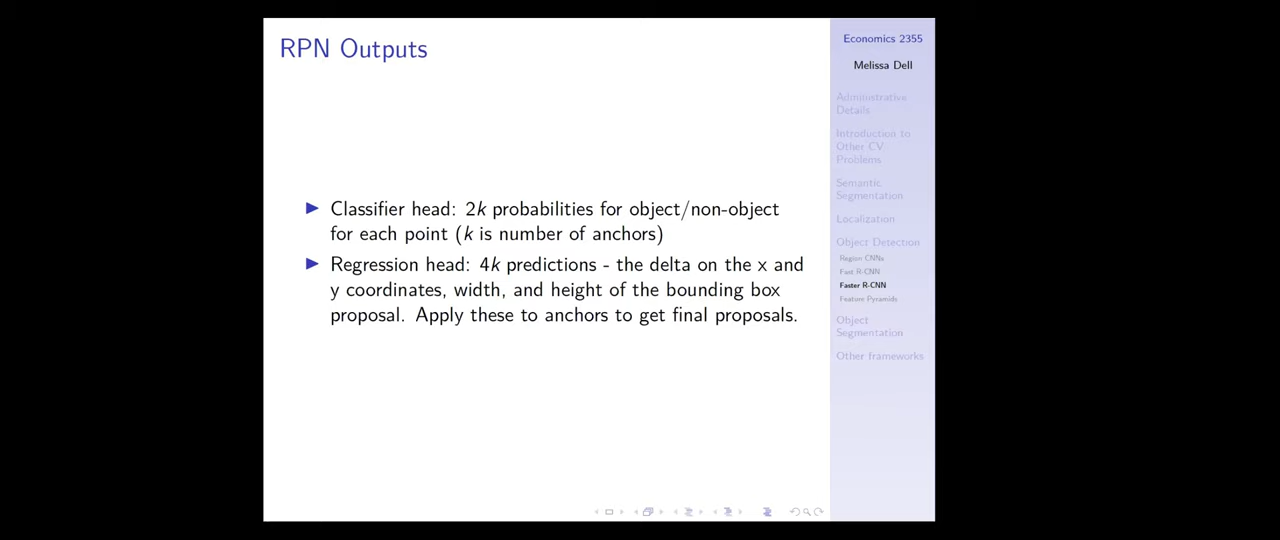 RPN Outputs
▶ Classifier head: 2k probabilities for object/non-object
for each point (k is number of anchors)
▶ Regression head: 4k predictions - the delta on the x and
y coordinates, width, and height of the bounding box
proposal. Apply these to anchors to get final proposals.
Economics 2355
Melissa Dell
Administrative
Details
Introduction to
Other CV
Problems
Semantic
Segmentation
Localization
Object Detection
Region CNNs
Fast R-CNN
Faster R-CNN
Feature Pyramids
Object
Segmentation
Other frameworks